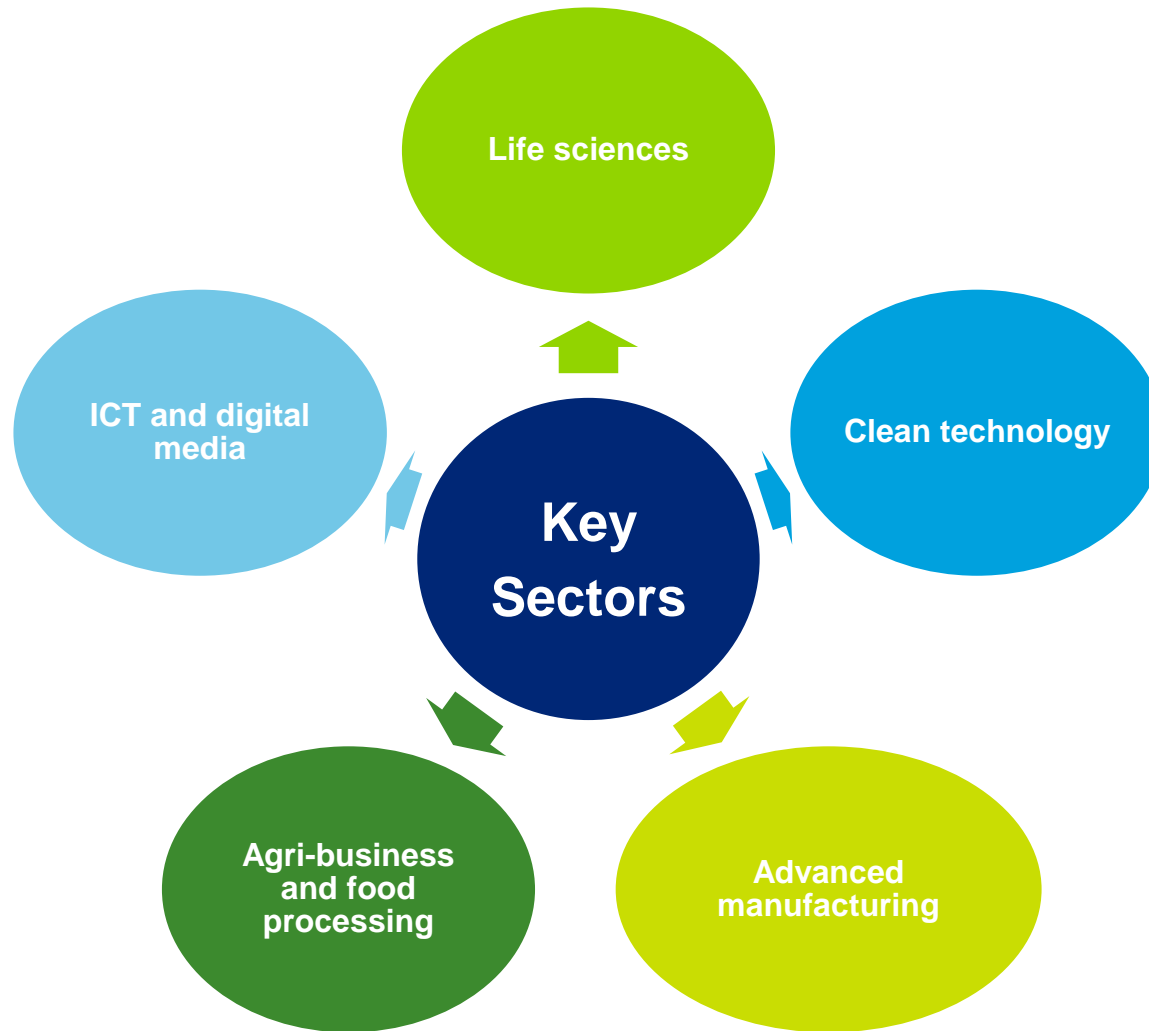 Life sciences
ICT and digital
media
Clean technology
Key
Sectors
Agri-business
and food
processing
Advanced
manufacturing